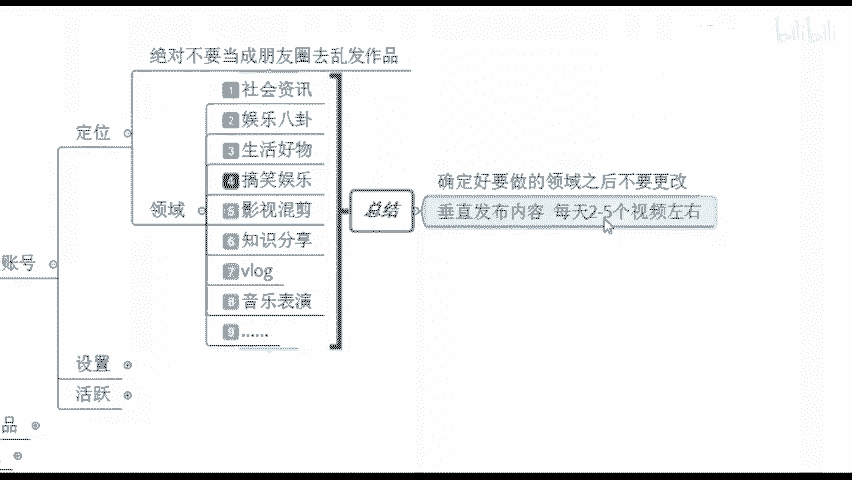 bilibili
绝对不要当成朋友圈去乱发作品
1 社会资讯
2 娱乐八卦
定位
3 生活好物
4 搞笑娱乐
确定好要做的领域之后不要更改
领域
5 影视混剪
总结
垂直发布内容 每天2-5个视频左右
6 知识分享
账号
7 vlog
8 音乐表演
9 ......
设置
活跃
品